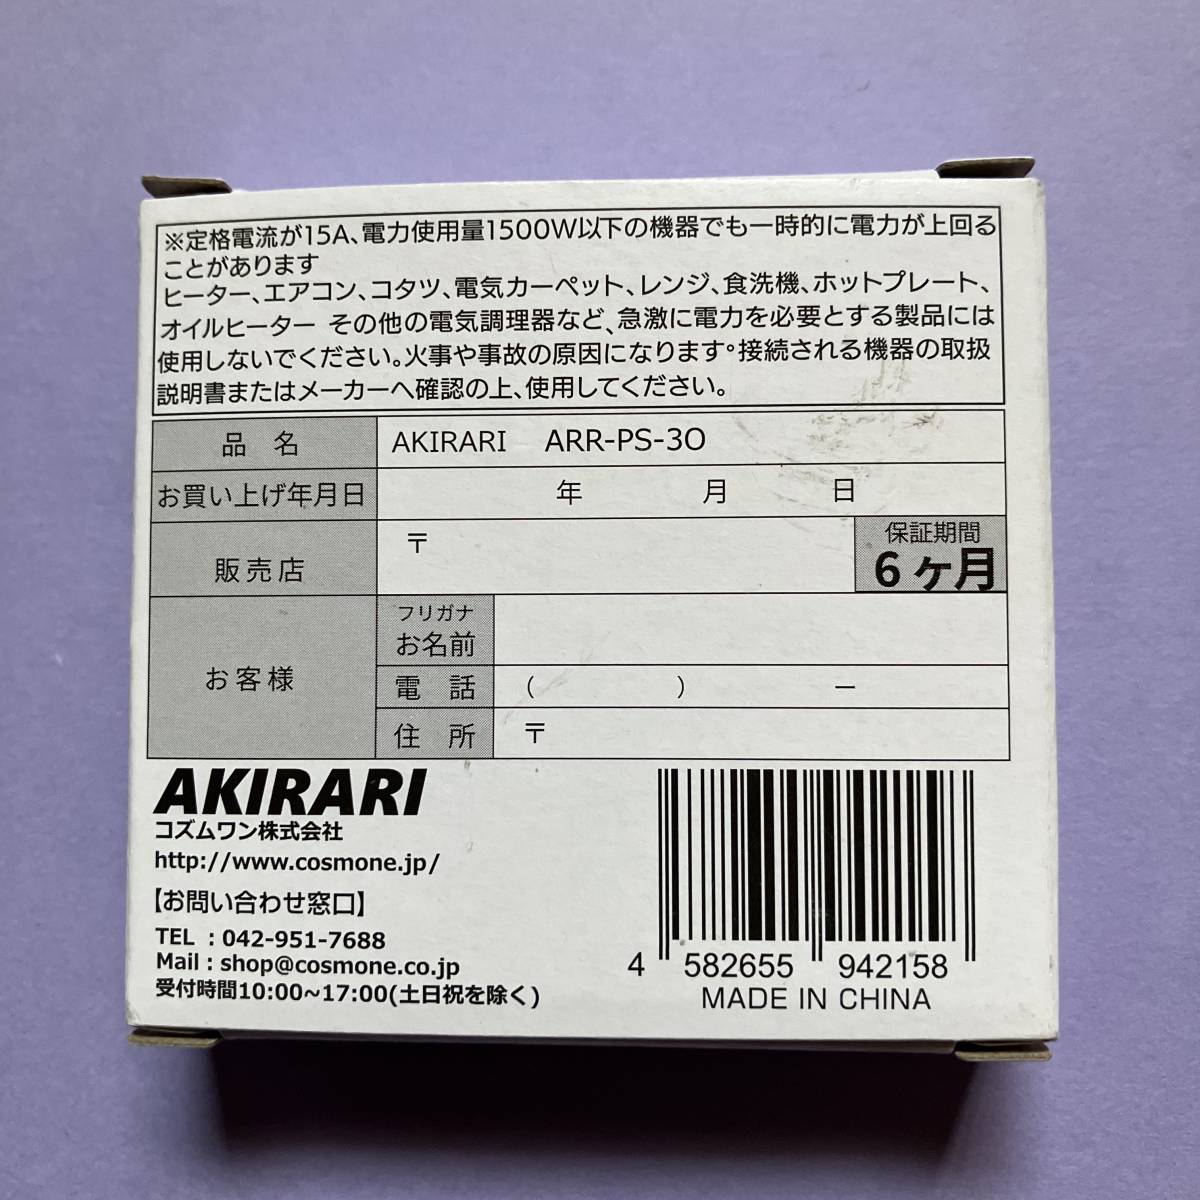 ※定格電流が15A、電力使用量1500W以下の機器でも一時的に電力が上回る
ことがあります
ヒーター、エアコン、コタツ、電気カーペット、レンジ、食洗機、ホットプレート、
オイルヒーター その他の電気調理器など、急激に電力を必要とする製品には
使用しないでください。火事や事故の原因になります。接続される機器の取扱
説明書またはメーカーへ確認の上、使用してください。
品 名 AKIRARI ARR-PS-30
お買い上げ年月日 年 月 日
販売店 〒
保証期間
6ヶ月
お客様
フリガナ
お名前
電 話 ( ) ー
住 所 〒
AKIRARI
コズムワン株式会社
http://www.cosmone.jp/
【お問い合わせ窓口】
TEL : 042-951-7688
Mail : shop@cosmone.co.jp
受付時間10:00~17:00(土日祝を除く)
4 582655 942158
MADE IN CHINA